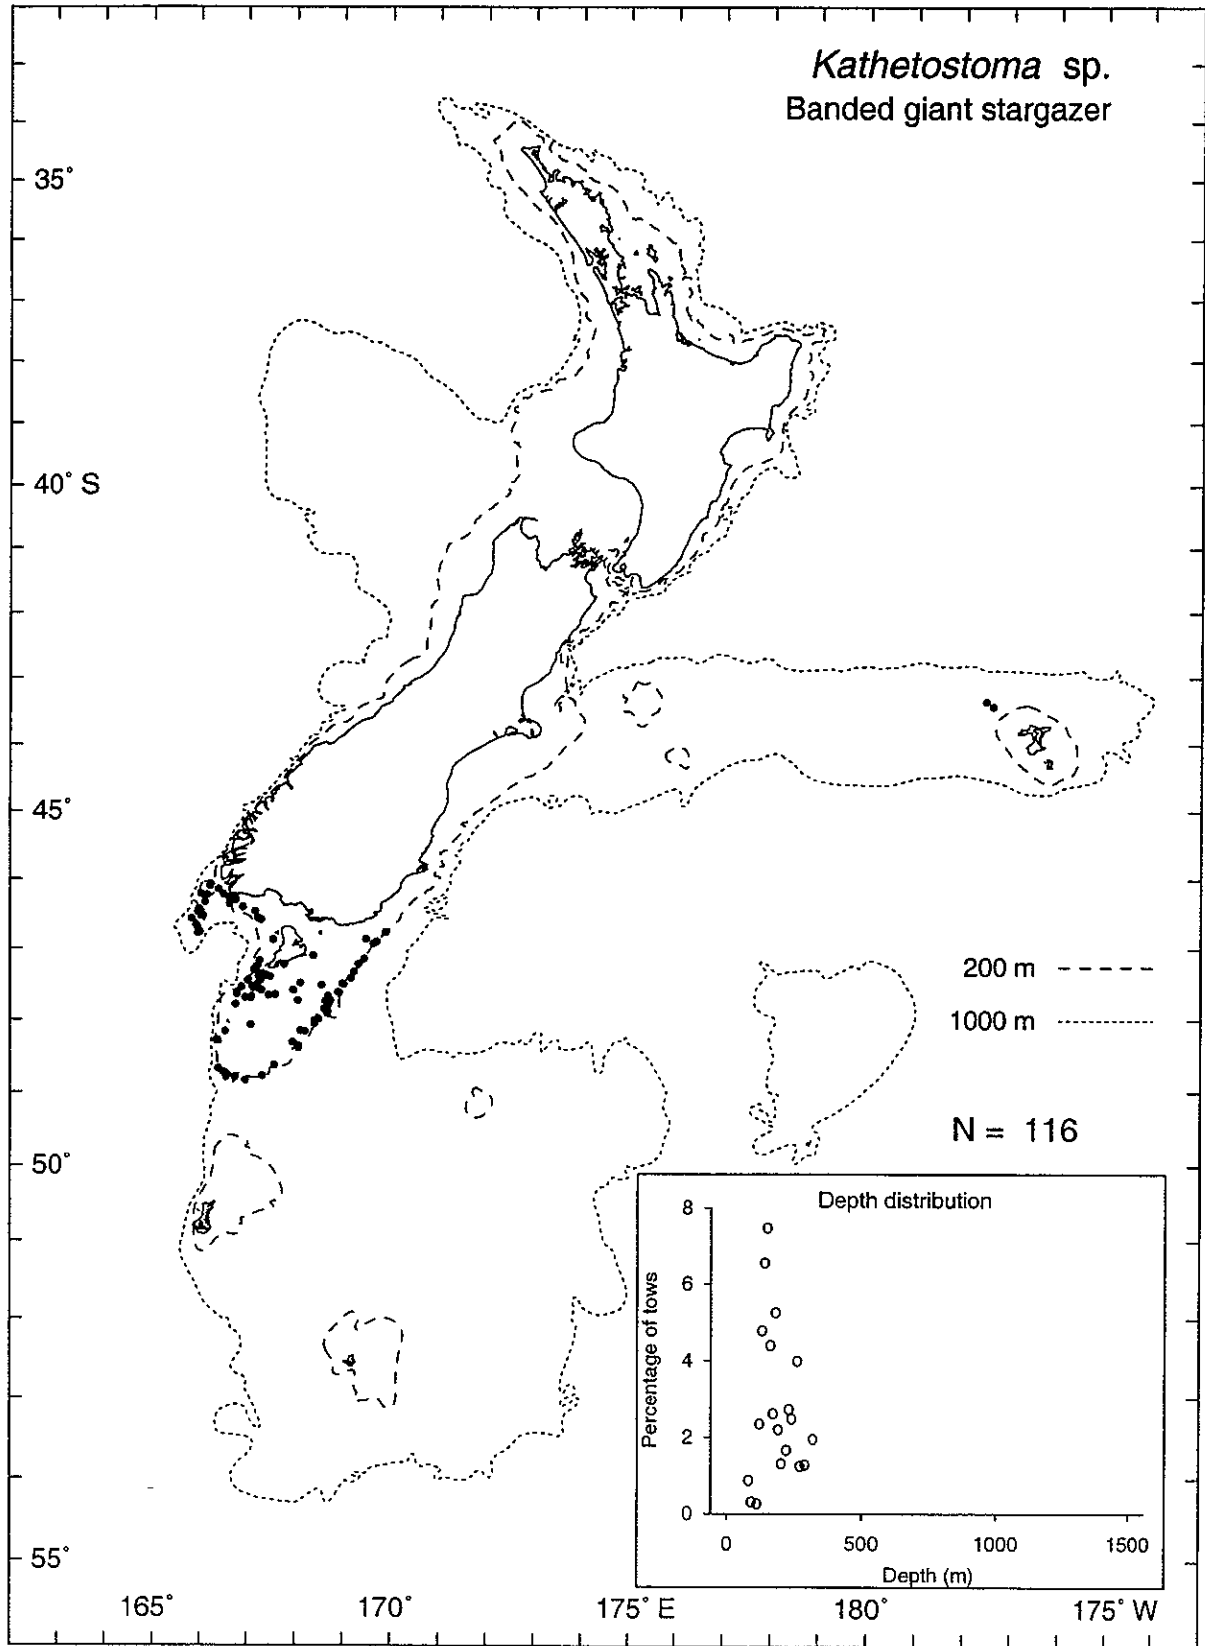 Kathetostoma sp.
Banded giant stargazer
35°
40° S
45°
200 m
1000 m
50°
N = 116
Depth distribution
8
6
4
2
0
Percentage of tows
0 500 1000 1500
Depth (m)
55°
165° 170° 175° E 180° 175° W